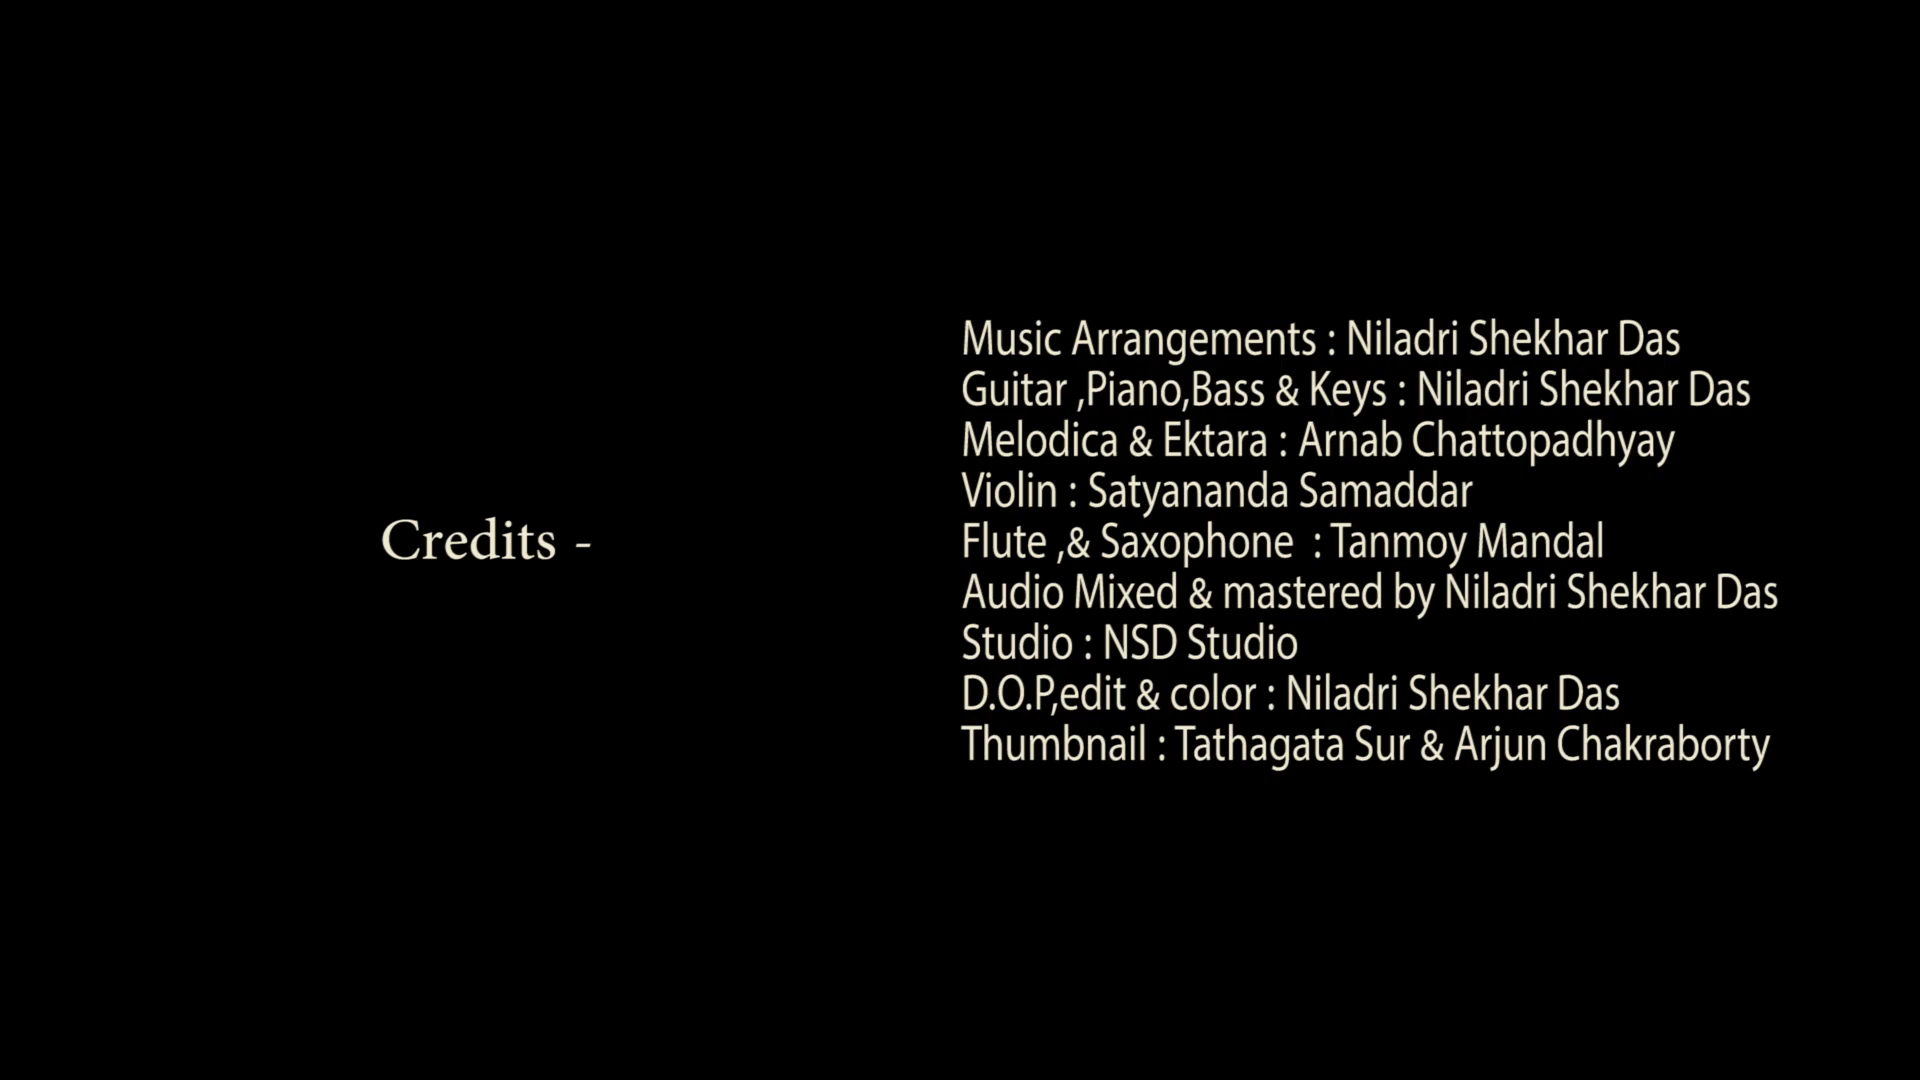 Credits -
Music Arrangements : Niladri Shekhar Das
Guitar ,Piano,Bass & Keys : Niladri Shekhar Das
Melodica & Ektara : Arnab Chattopadhyay
Violin : Satyananda Samaddar
Flute ,& Saxophone  : Tanmoy Mandal
Audio Mixed & mastered by Niladri Shekhar Das
Studio : NSD Studio
D.O.P,edit & color : Niladri Shekhar Das
Thumbnail : Tathagata Sur & Arjun Chakraborty